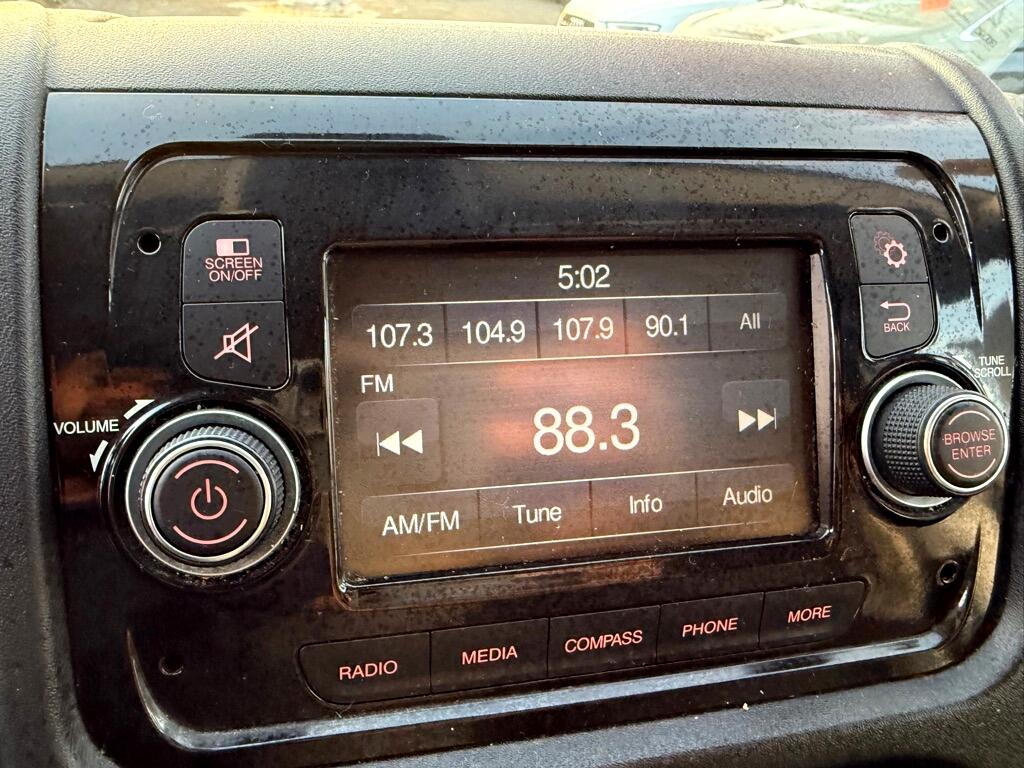 SCREEN
ON/OFF
VOLUME
5:02
107.3 104.9 107.9 90.1 All
FM
88.3
AM/FM Tune Info Audio
BACK
TUNE
SCROLL
BROWSE
ENTER
RADIO MEDIA COMPASS PHONE MORE